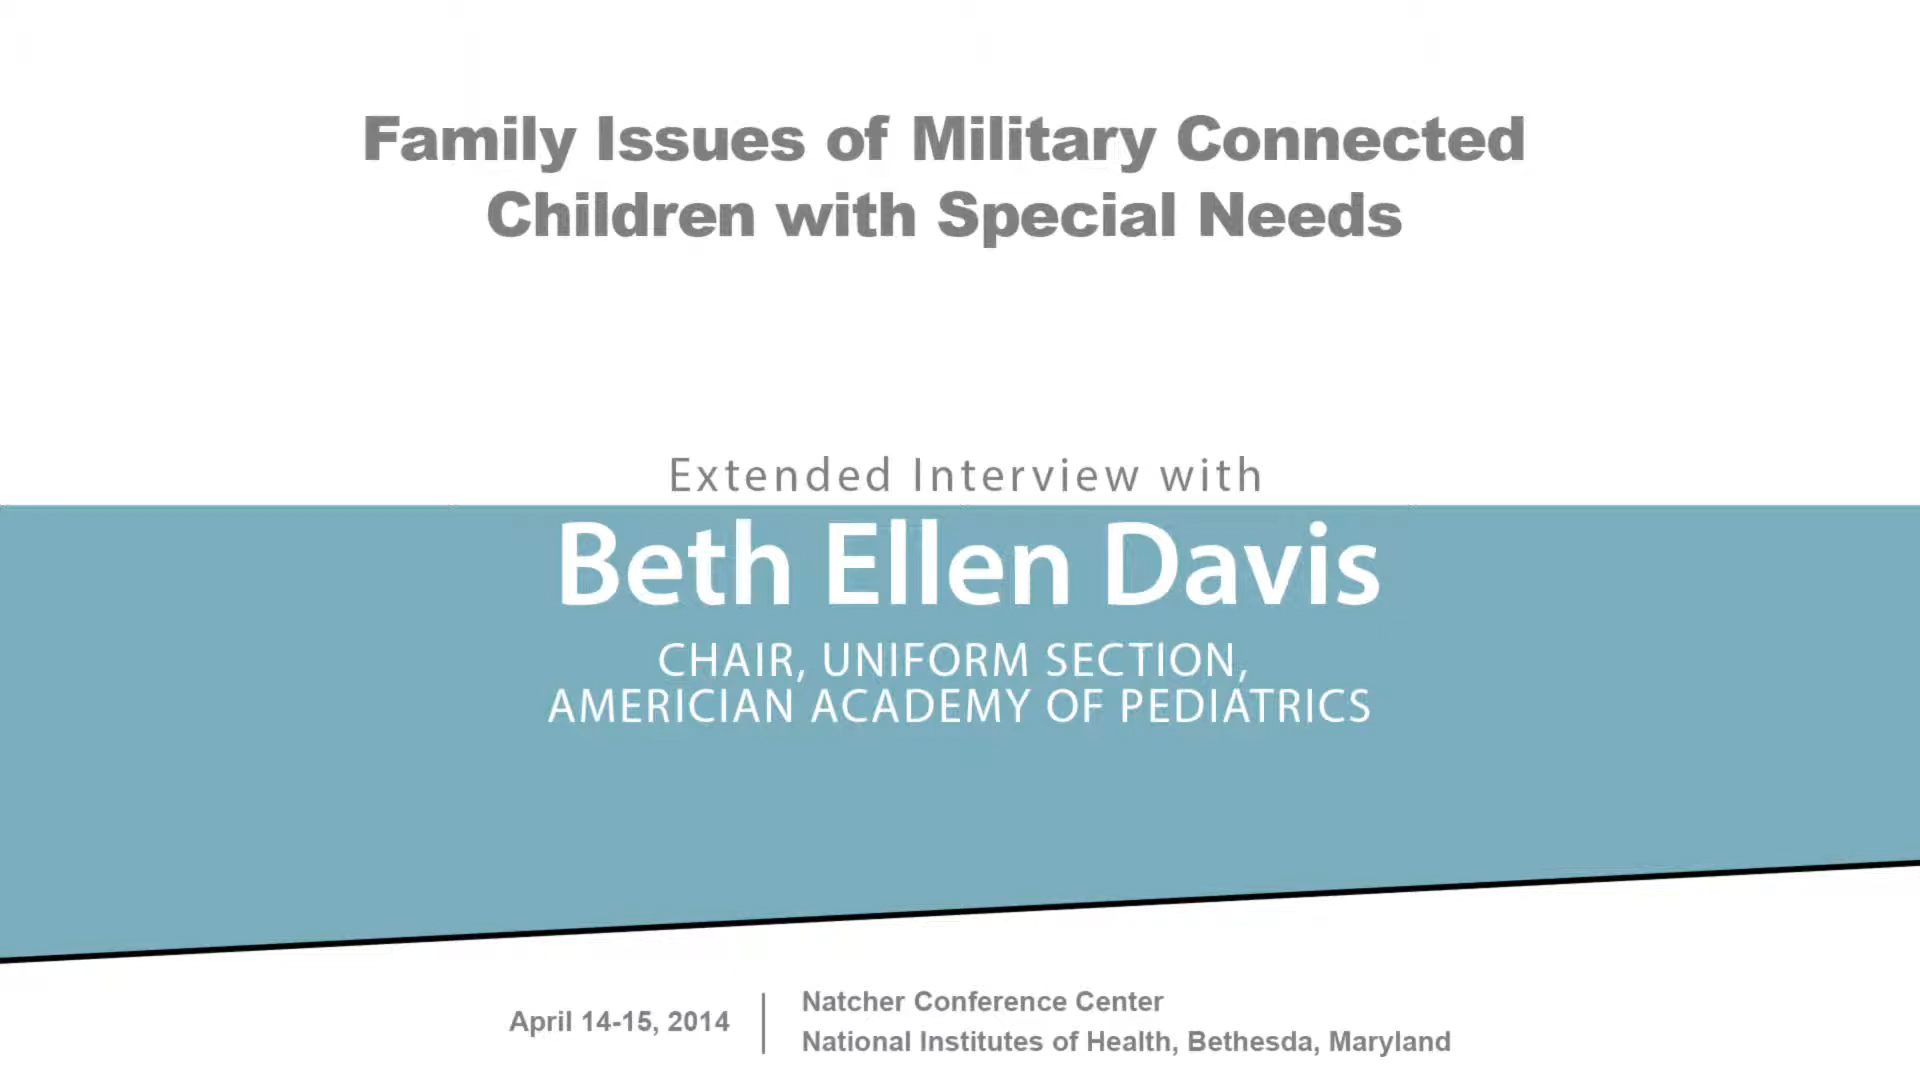 Family Issues of Military Connected
Children with Special Needs
Extended Interview with
Beth Ellen Davis
CHAIR, UNIFORM SECTION,
AMERICIAN ACADEMY OF PEDIATRICS
April 14-15, 2014
Natcher Conference Center
National Institutes of Health, Bethesda, Maryland